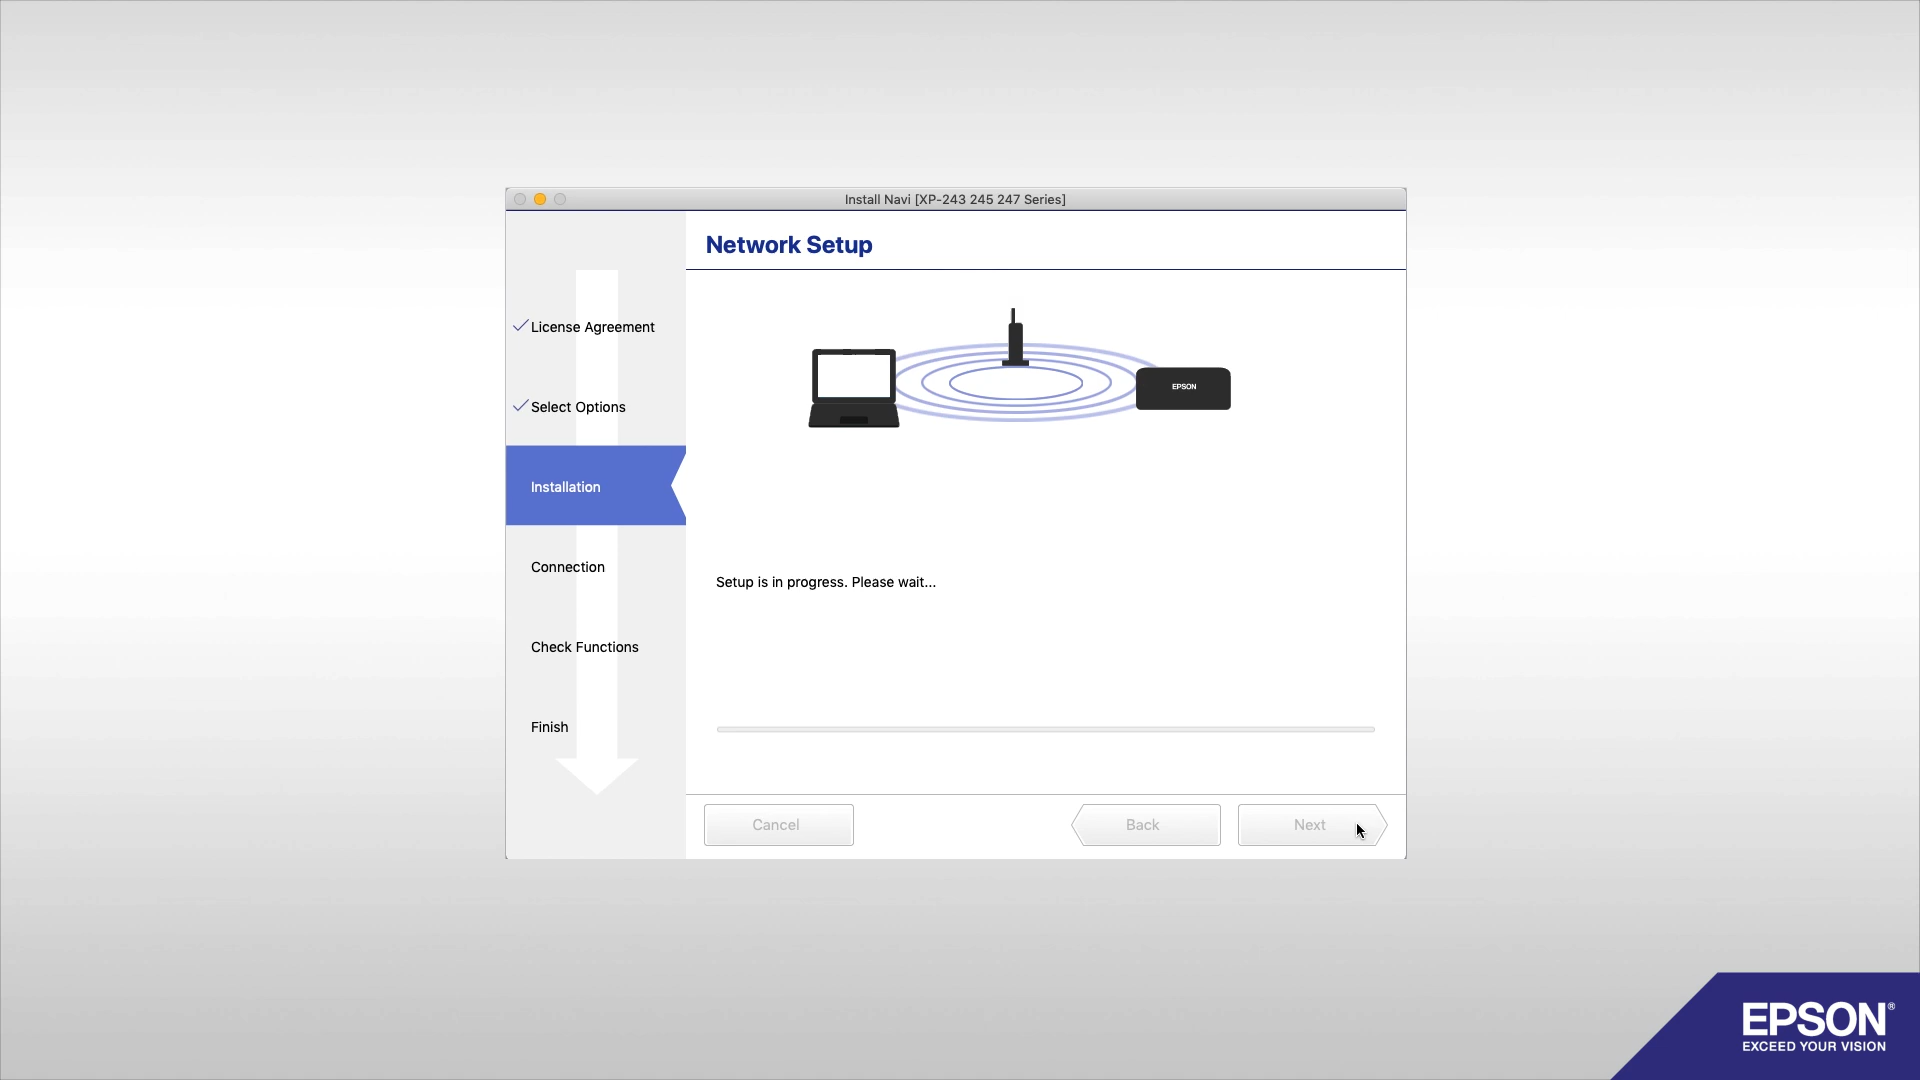 Install Navi [XP-243 245 247 Series]
Network Setup
License Agreement
Select Options
Installation
Connection
Check Functions
Finish
EPSON
Setup is in progress. Please wait...
Cancel
Back
Next
EPSON®
EXCEED YOUR VISION